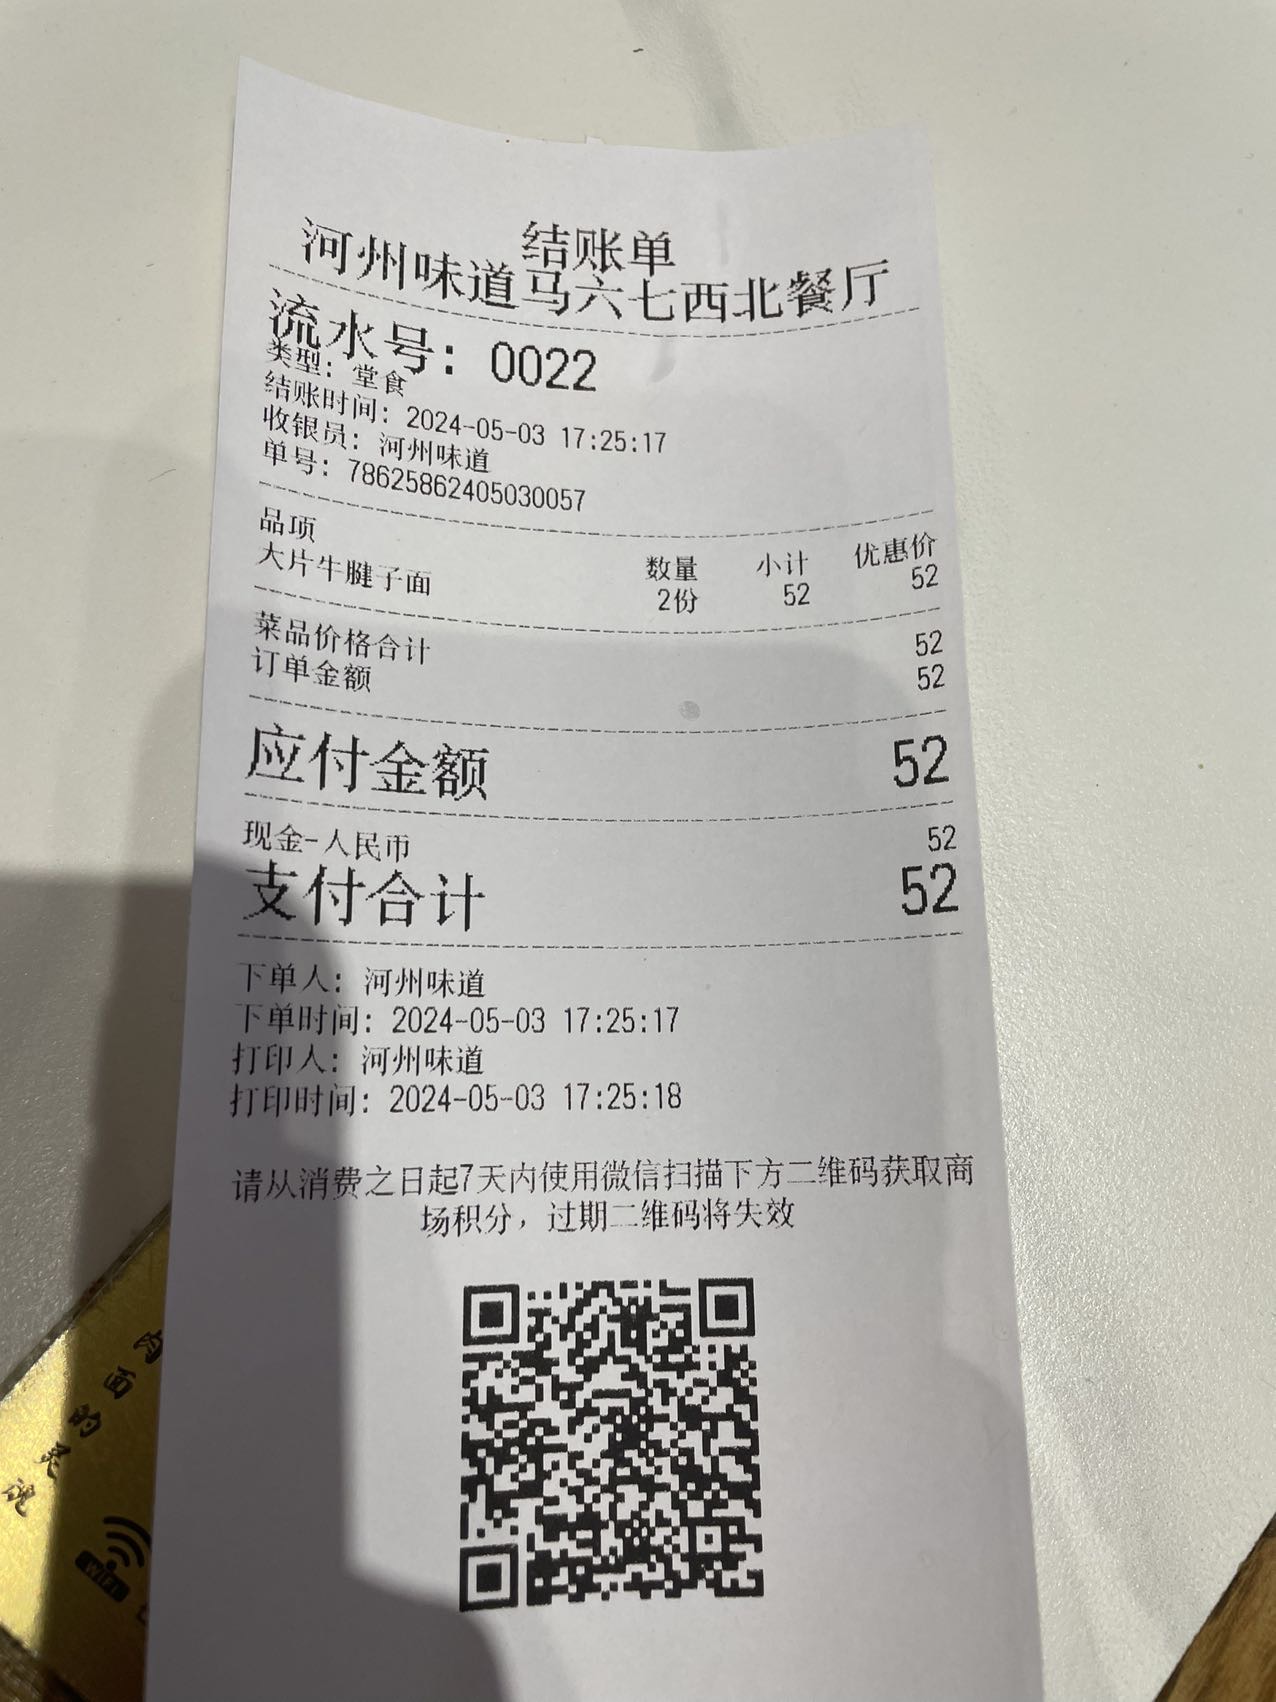 结账单
河州味道马六七西北餐厅
流水号：0022
类型：堂食
结账时间：2024-05-03 17:25:17
收银员：河州味道
单号：78625862405030057
品项 数量 小计 优惠价
大片牛腱子面 2份 52 52
菜品价格合计 52
订单金额 52
应付金额 52
现金-人民币 52
支付合计 52
下单人：河州味道
下单时间：2024-05-03 17:25:17
打印人：河州味道
打印时间：2024-05-03 17:25:18
请从消费之日起7天内使用微信扫描下方二维码获取商
场积分，过期二维码将失效
面的灵魂
WiFi